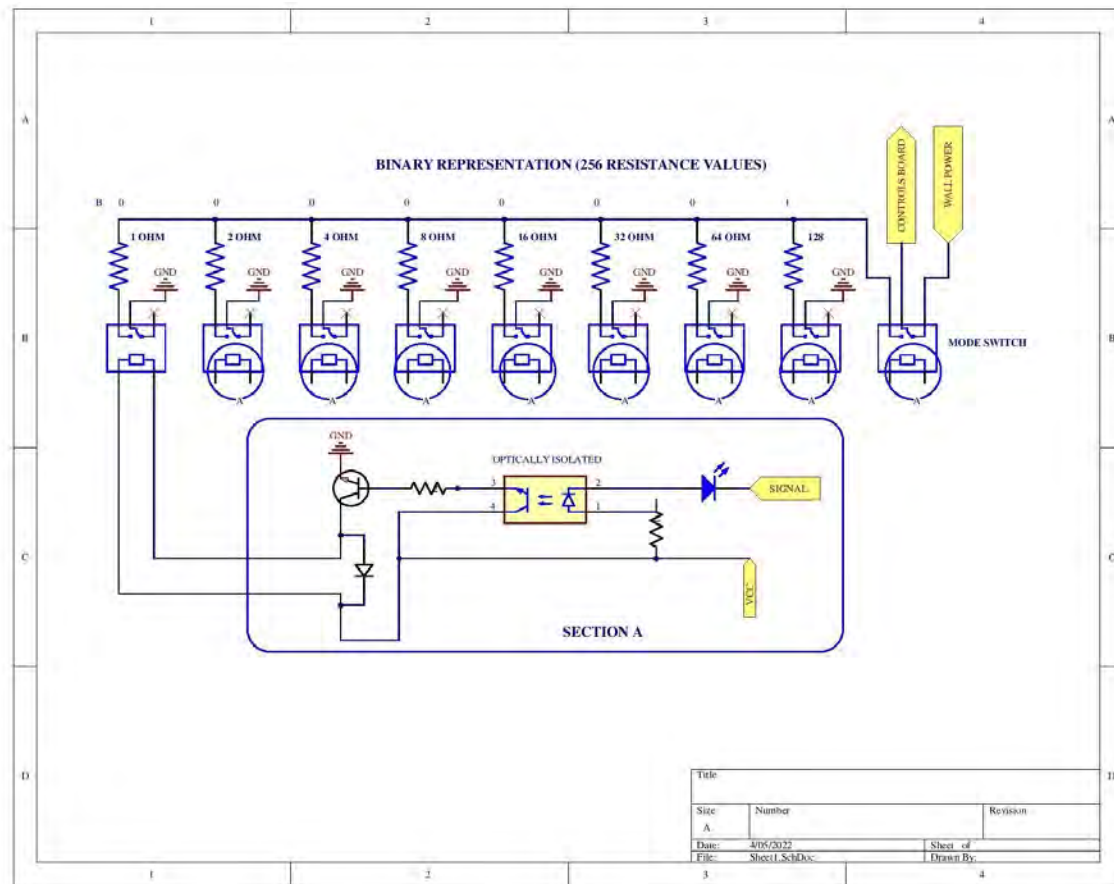 1 2 3 4
A A
BINARY REPRESENTATION (256 RESISTANCE VALUES)
CONTROLS BOARD
WALL POWER
B 0 0 0 0 0 0 0 1
1 OHM 2 OHM 4 OHM 8 OHM 16 OHM 32 OHM 64 OHM 128
GND GND GND GND GND GND GND GND
B B
MODE SWITCH
A A A A A A A A
GND
OPTICALLY ISOLATED
3 2
SIGNAL
4 1
C C
VCC
SECTION A
D D
Title
Size Number Revision
A
Date: 4/05/2022 Sheet of
File: Sheet1.SchDoc Drawn By:
1 2 3 4